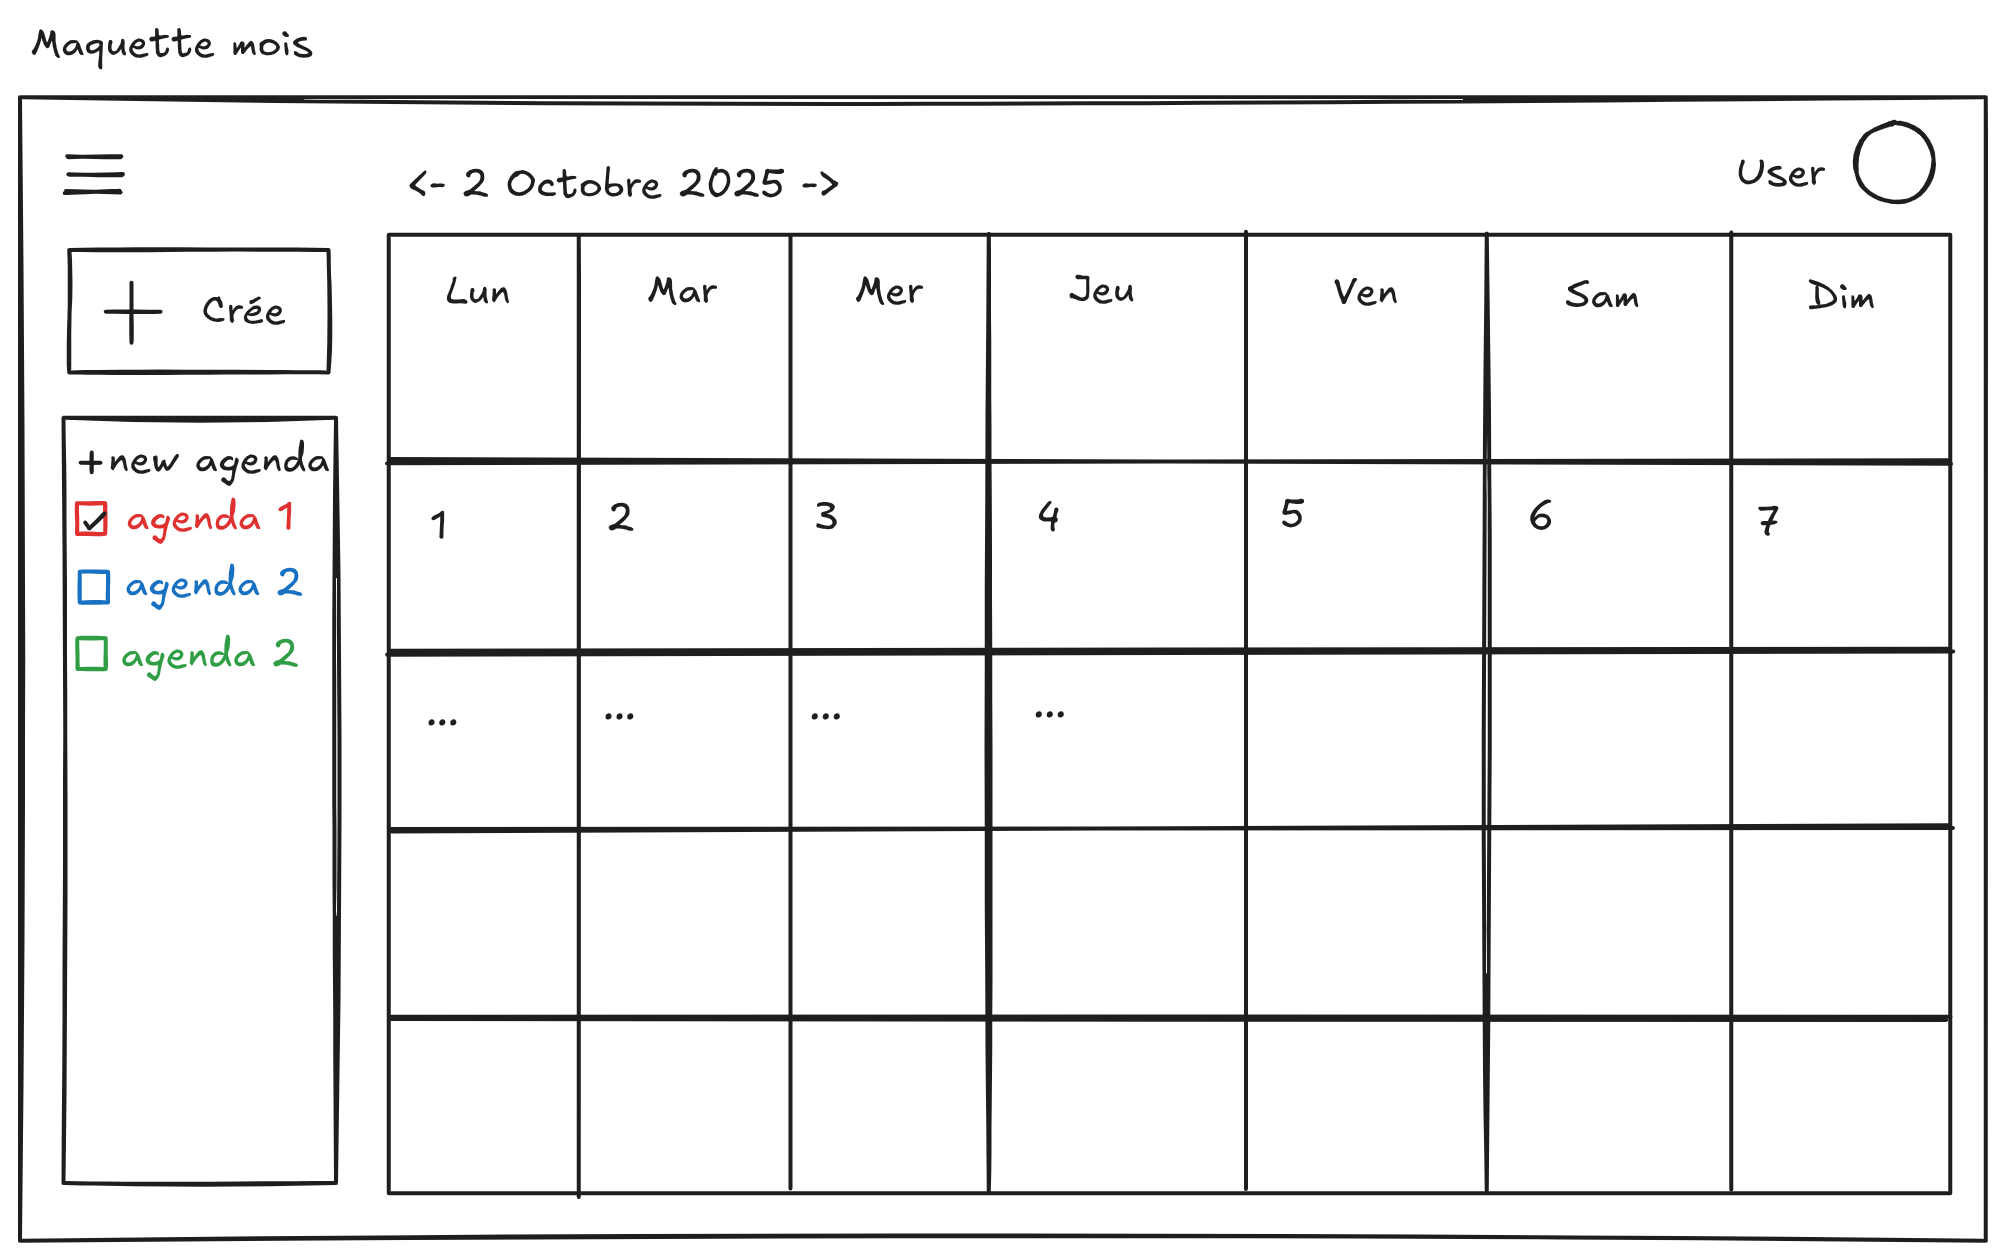 Maquette mois
<- 2 Octobre 2025 ->
User
+ Crée
+new agenda
agenda 1
agenda 2
agenda 2
Lun Mar Mer Jeu Ven Sam Dim
1 2 3 4 5 6 7
... ... ... ...